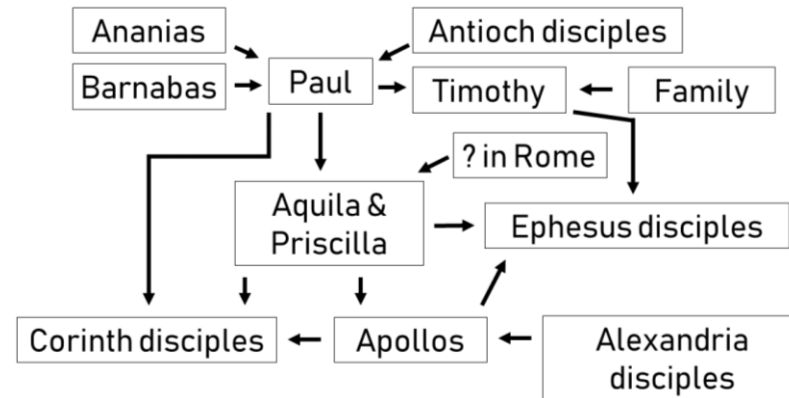 Ananias
Antioch disciples
Barnabas
Paul
Timothy
Family
? in Rome
Aquila &
Priscilla
Ephesus disciples
Corinth disciples
Apollos
Alexandria
disciples